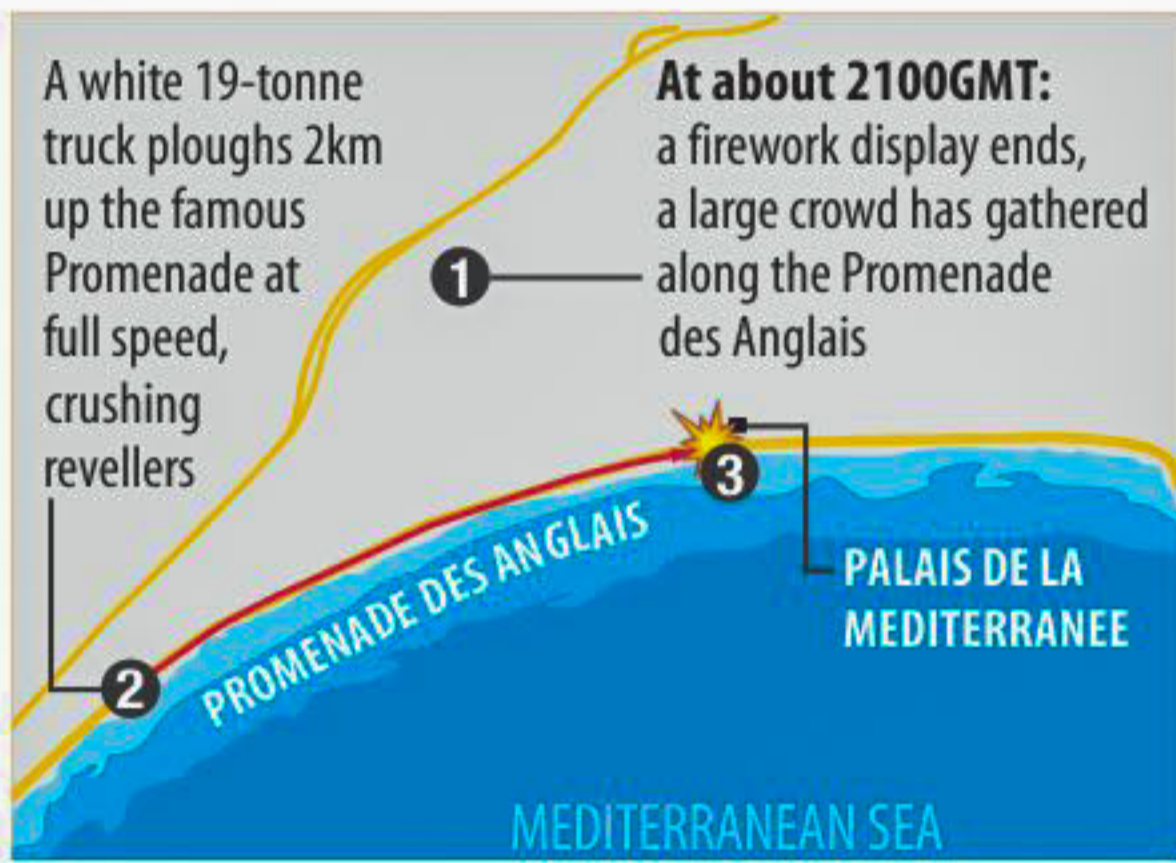 A white 19-tonne
truck ploughs 2km
up the famous
Promenade at
full speed,
crushing
revellers
At about 2100GMT:
a firework display ends,
a large crowd has gathered
along the Promenade
des Anglais
1
2
3
PROMENADE DES ANGLAIS
PALAIS DE LA
MEDITERRANEE
MEDITERRANEAN SEA